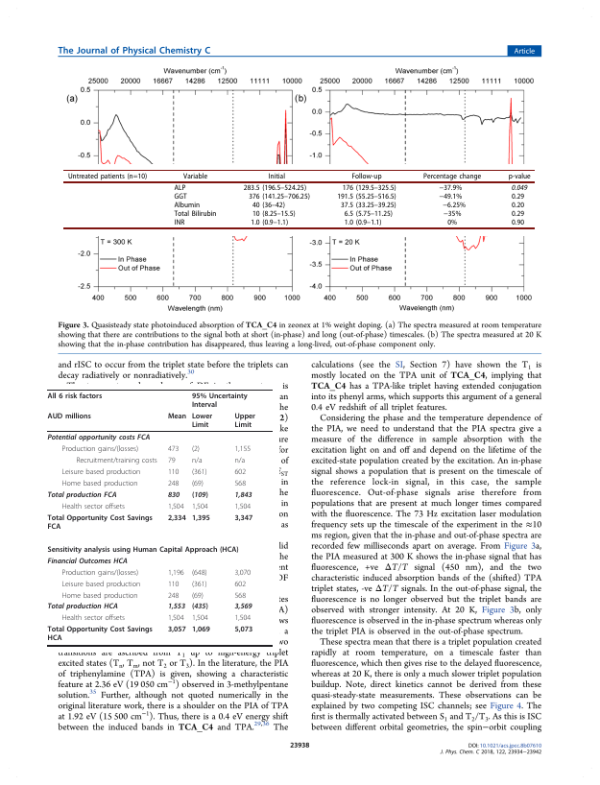 The Journal of Physical Chemistry C
Article
Wavenumber (cm-1)
25000 20000 16667 14286 12500 11111 10000
0.5
(a)
0.0
-0.5
Wavenumber (cm-1)
25000 20000 16667 14286 12500 11111 10000
0.5
(b)
0.0
-0.5
-1.0
Untreated patients (n=10) Variable Initial Follow-up Percentage change p-value
ALP 283.5 (196.5–524.25) 176 (129.5–325.5) −37.9% 0.049
GGT 376 (141.25–706.25) 191.5 (55.25–516.5) −49.1% 0.29
Albumin 40 (36–42) 37.5 (33.25–39.25) −6.25% 0.20
Total Bilirubin 10 (8.25–15.5) 6.5 (5.75–11.25) −35% 0.29
INR 1.0 (0.9–1.1) 1.0 (0.9–1.1) 0% 0.90
-2.0
-2.5
T = 300 K
In Phase
Out of Phase
400 500 600 700 800 900 1000
Wavelength (nm)
-3.0
-3.5
-4.0
T = 20 K
In Phase
Out of Phase
400 500 600 700 800 900 1000
Wavelength (nm)
Figure 3. Quasisteady state photoinduced absorption of TCA_C4 in zeonex at 1% weight doping. (a) The spectra measured at room temperature
showing that there are contributions to the signal both at short (in-phase) and long (out-of-phase) timescales. (b) The spectra measured at 20 K
showing that the in-phase contribution has disappeared, thus leaving a long-lived, out-of-phase component only.
and rISC to occur from the triplet state before the triplets can
decay radiatively or nonradiatively.30
All 6 risk factors 95% Uncertainty
Interval
AUD millions Mean Lower Upper
Limit Limit
Potential opportunity costs FCA
Production gains/(losses) 473 (2) 1,155
Recruitment/training costs 79 n/a n/a
Leisure based production 110 (361) 602
Home based production 248 (69) 568
Total production FCA 830 (109) 1,843
Health sector offsets 1,504 1,504 1,504
Total Opportunity Cost Savings 2,334 1,395 3,347
FCA
Sensitivity analysis using Human Capital Approach (HCA)
Financial Outcomes HCA
Production gains/(losses) 1,196 (648) 3,070
Leisure based production 110 (361) 602
Home based production 248 (69) 568
Total production HCA 1,553 (435) 3,569
Health sector offsets 1,504 1,504 1,504
Total Opportunity Cost Savings 3,057 1,069 5,073
HCA
transitions are ascribed from T1 up to high-energy triplet
excited states (Tn, Tm, not T2 or T3). In the literature, the PIA
of triphenylamine (TPA) is given, showing a characteristic
feature at 2.36 eV (19 050 cm−1) observed in 3-methylpentane
solution.35 Further, although not quoted numerically in the
original literature work, there is a shoulder on the PIA of TPA
at 1.92 eV (15 500 cm−1). Thus, there is a 0.4 eV energy shift
between the induced bands in TCA_C4 and TPA.29,36 The
calculations (see the SI, Section 7) have shown the T1 is
mostly located on the TPA unit of TCA_C4, implying that
TCA_C4 has a TPA-like triplet having extended conjugation
into its phenyl arms, which supports this argument of a general
0.4 eV redshift of all triplet features.
Considering the phase and the temperature dependence of
the PIA, we need to understand that the PIA spectra give a
measure of the difference in sample absorption with the
excitation light on and off and depend on the lifetime of the
excited-state population created by the excitation. An in-phase
signal shows a population that is present on the timescale of
the reference lock-in signal, in this case, the sample
fluorescence. Out-of-phase signals arise therefore from
populations that are present at much longer times compared
with the fluorescence. The 73 Hz excitation laser modulation
frequency sets up the timescale of the experiment in the ≈10
ms region, given that the in-phase and out-of-phase spectra are
recorded few milliseconds apart on average. From Figure 3a,
the PIA measured at 300 K shows the in-phase signal that has
fluorescence, +ve ΔT/T signal (450 nm), and the two
characteristic induced absorption bands of the (shifted) TPA
triplet states, -ve ΔT/T signals. In the out-of-phase signal, the
fluorescence is no longer observed but the triplet bands are
observed with stronger intensity. At 20 K, Figure 3b, only
fluorescence is observed in the in-phase spectrum whereas only
the triplet PIA is observed in the out-of-phase spectrum.
These spectra mean that there is a triplet population created
rapidly at room temperature, on a timescale faster than
fluorescence, which then gives rise to the delayed fluorescence,
whereas at 20 K, there is only a much slower triplet population
buildup. Note, direct kinetics cannot be derived from these
quasi-steady-state measurements. These observations can be
explained by two competing ISC channels; see Figure 4. The
first is thermally activated between S1 and T2/T3. As this is ISC
between different orbital geometries, the spin−orbit coupling
23938
DOI: 10.1021/acs.jpcc.8b07610
J. Phys. Chem. C 2018, 122, 23934−23942